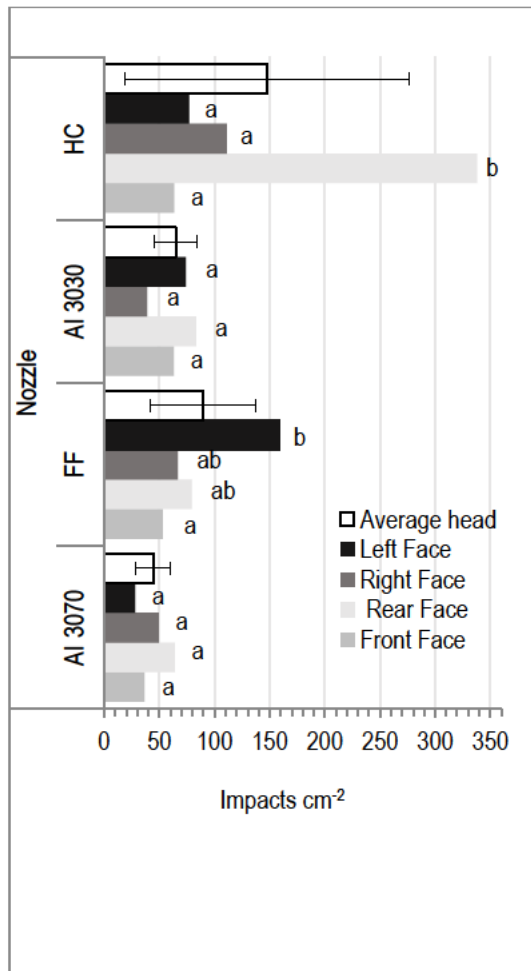 Nozzle
HC
a
a
b
a
AI 3030
a
a
a
a
FF
b
ab
ab
a
AI 3070
a
a
a
a
Average head
Left Face
Right Face
Rear Face
Front Face
0 50 100 150 200 250 300 350
Impacts cm⁻²